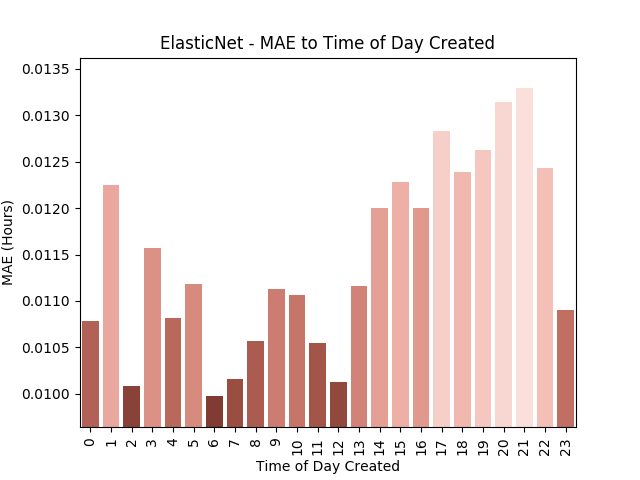 ElasticNet - MAE to Time of Day Created
0.0135
0.0130
0.0125
0.0120
0.0115
0.0110
0.0105
0.0100
MAE (Hours)
0 1 2 3 4 5 6 7 8 9 10 11 12 13 14 15 16 17 18 19 20 21 22 23
Time of Day Created